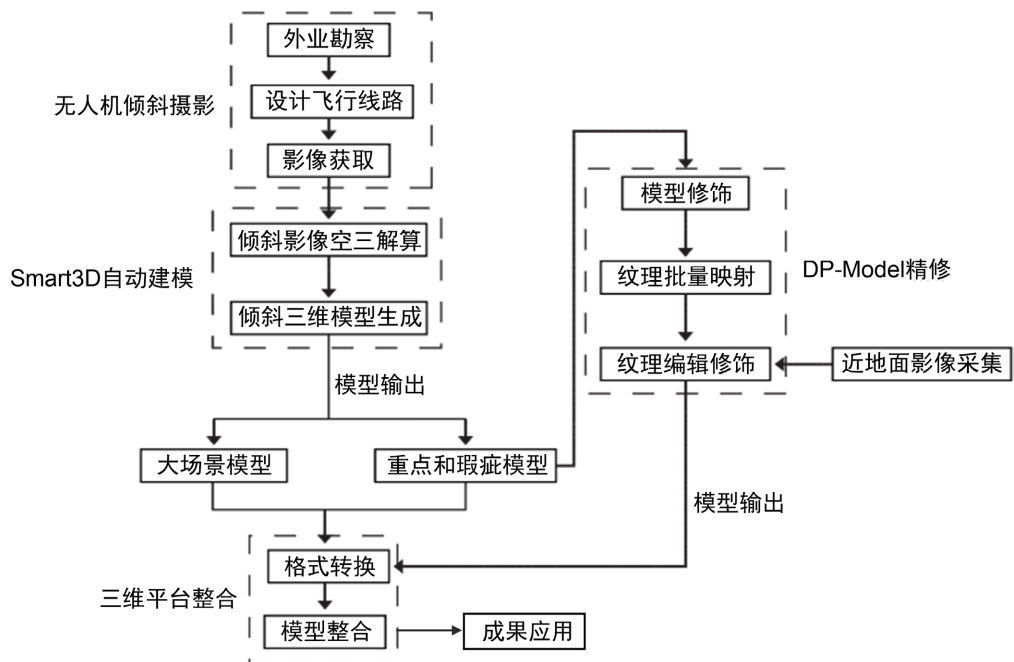 外业勘察
无人机倾斜摄影
设计飞行线路
影像获取
倾斜影像空三解算
Smart3D自动建模
倾斜三维模型生成
模型输出
大场景模型
重点和瑕疵模型
模型修饰
纹理批量映射
DP-Model精修
纹理编辑修饰
近地面影像采集
模型输出
格式转换
三维平台整合
模型整合
成果应用